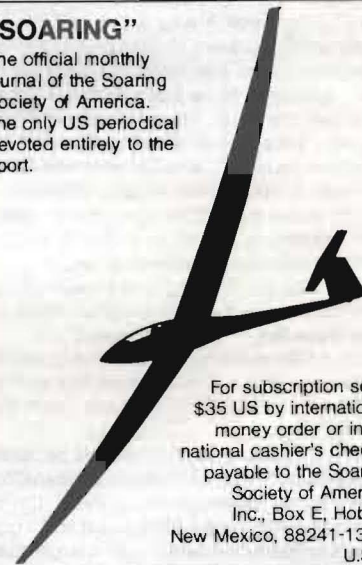 SOARING”
he official monthly
urnal of the Soaring
ociety of America.
he only US periodical
evoted entirely to the
port.
For subscription se
$35 US by internatio
money order or in
national cashier's chec
payable to the Soar
Society of Amer
Inc., Box E, Hob
New Mexico, 88241-13
U.S